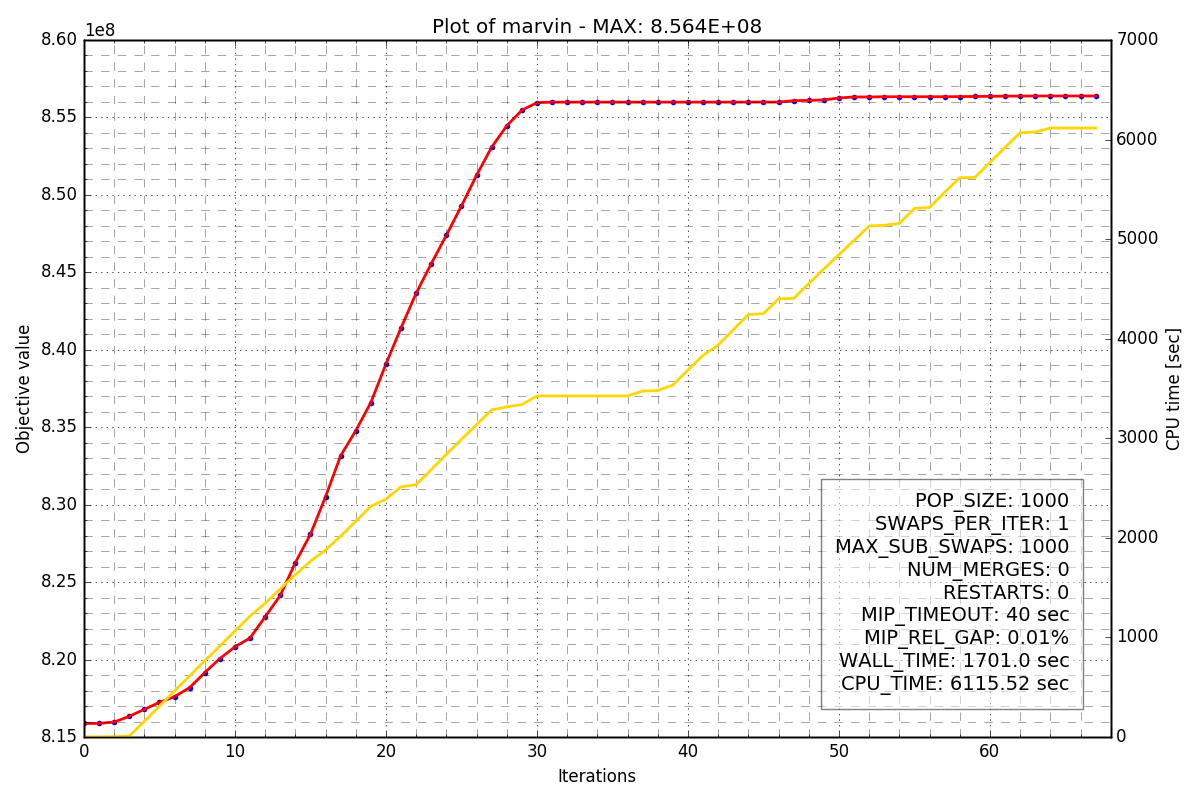 Plot of marvin - MAX: 8.564E+08
1e8
8.60
8.55
8.50
8.45
8.40
8.35
8.30
8.25
8.20
8.15
Objective value
7000
6000
5000
4000
3000
2000
1000
0
CPU time [sec]
POP_SIZE: 1000
SWAPS_PER_ITER: 1
MAX_SUB_SWAPS: 1000
NUM_MERGES: 0
RESTARTS: 0
MIP_TIMEOUT: 40 sec
MIP_REL_GAP: 0.01%
WALL_TIME: 1701.0 sec
CPU_TIME: 6115.52 sec
0 10 20 30 40 50 60
Iterations